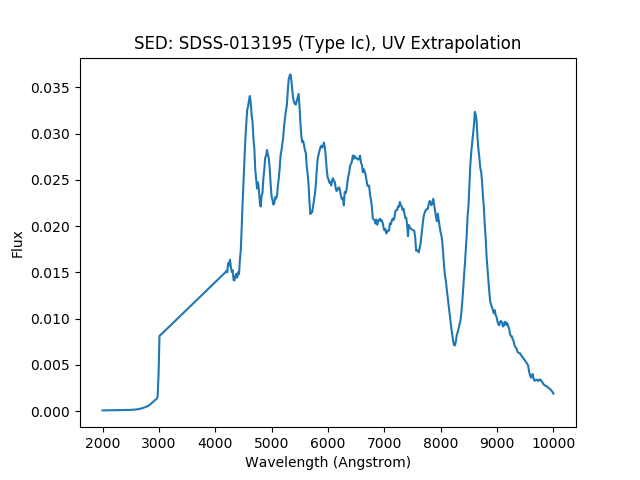 SED: SDSS-013195 (Type Ic), UV Extrapolation
Flux
0.035
0.030
0.025
0.020
0.015
0.010
0.005
0.000
2000 3000 4000 5000 6000 7000 8000 9000 10000
Wavelength (Angstrom)